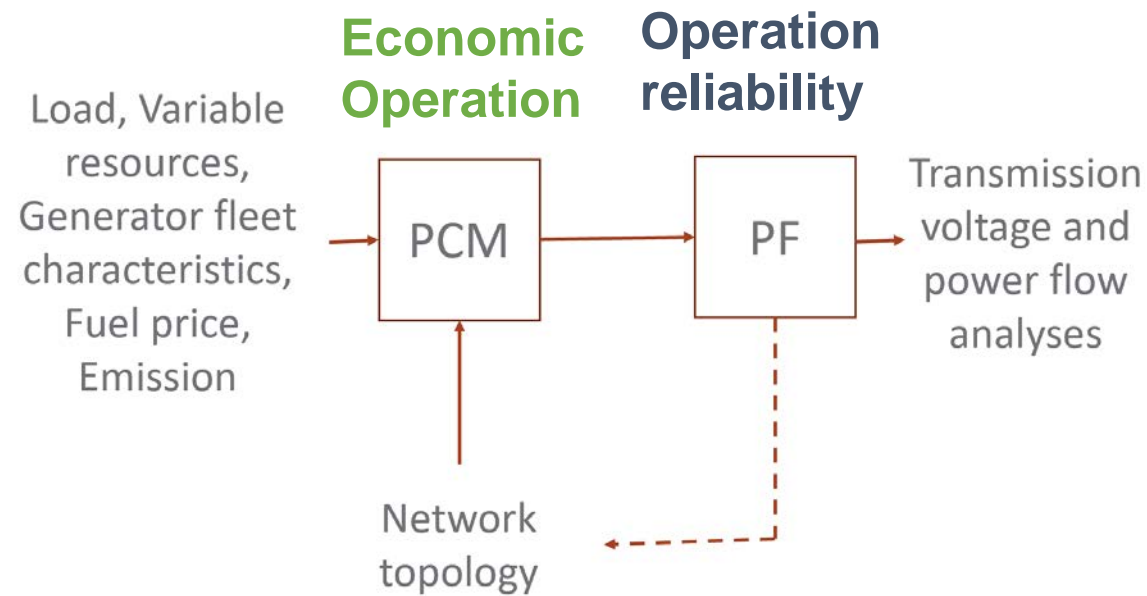 Economic
Operation
Operation
reliability
Load, Variable
resources,
Generator fleet
characteristics,
Fuel price,
Emission
PCM
PF
Transmission
voltage and
power flow
analyses
Network
topology